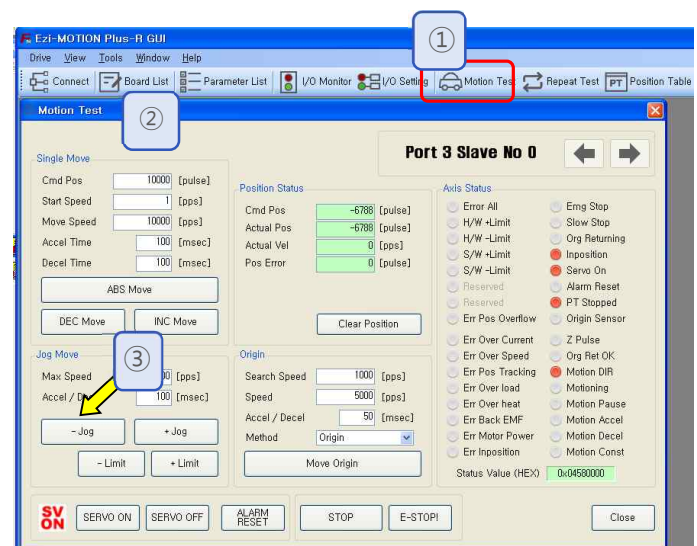 Ezi-MOTION Plus-R GUI
①
Drive View Tools Window Help
Connect Board List Parameter List I/O Monitor I/O Setting Motion Test Repeat Test PT Position Table
Motion Test
②
Port 3 Slave No 0
Single Move
Cmd Pos 10000 [pulse]
Start Speed 1 [pps]
Move Speed 10000 [pps]
Accel Time 100 [msec]
Decel Time 100 [msec]
ABS Move
DEC Move INC Move
Position Status
Cmd Pos -6788 [pulse]
Actual Pos -6788 [pulse]
Actual Vel 0 [pps]
Pos Error 0 [pulse]
Clear Position
Jog Move
③
Max Speed [pps]
Accel / 100 [msec]
- Jog + Jog
- Limit + Limit
Origin
Search Speed 1000 [pps]
Speed 5000 [pps]
Accel / Decel 50 [msec]
Method Origin
Move Origin
Axis Status
Error All Emg Stop
H/W +Limit Slow Stop
H/W -Limit Org Returning
S/W +Limit Inposition
S/W -Limit Servo On
Reserved Alarm Reset
Reserved PT Stopped
Err Pos Overflow Origin Sensor
Err Over Current Z Pulse
Err Over Speed Org Ret OK
Err Pos Tracking Motion DIR
Err Over load Motioning
Err Over heat Motion Pause
Err Back EMF Motion Accel
Err Motor Power Motion Decel
Err Inposition Motion Const
Status Value (HEX) 0x04580000
SV ON SERVO ON SERVO OFF ALARM RESET STOP E-STOP! Close